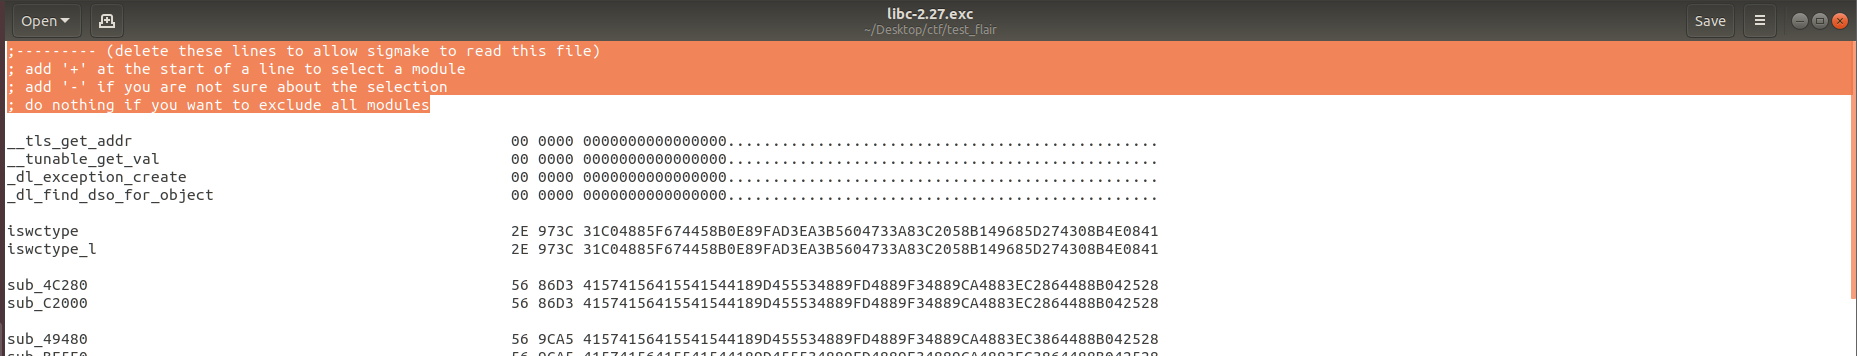 Open
libc-2.27.exc
~/Desktop/ctf/test_flair
Save
;--------- (delete these lines to allow sigmake to read this file)
; add '+' at the start of a line to select a module
; add '-' if you are not sure about the selection
; do nothing if you want to exclude all modules
__tls_get_addr 00 0000 0000000000000000................................................
__tunable_get_val 00 0000 0000000000000000................................................
_dl_exception_create 00 0000 0000000000000000................................................
_dl_find_dso_for_object 00 0000 0000000000000000................................................
iswctype 2E 973C 31C04885F674458B0E89FAD3EA3B5604733A83C2058B149685D274308B4E0841
iswctype_l 2E 973C 31C04885F674458B0E89FAD3EA3B5604733A83C2058B149685D274308B4E0841
sub_4C280 56 86D3 41574156415541544189D455534889FD4889F34889CA4883EC2864488B042528
sub_C2000 56 86D3 41574156415541544189D455534889FD4889F34889CA4883EC2864488B042528
sub_49480 56 9CA5 41574156415541544189D455534889FD4889F34889CA4883EC3864488B042528